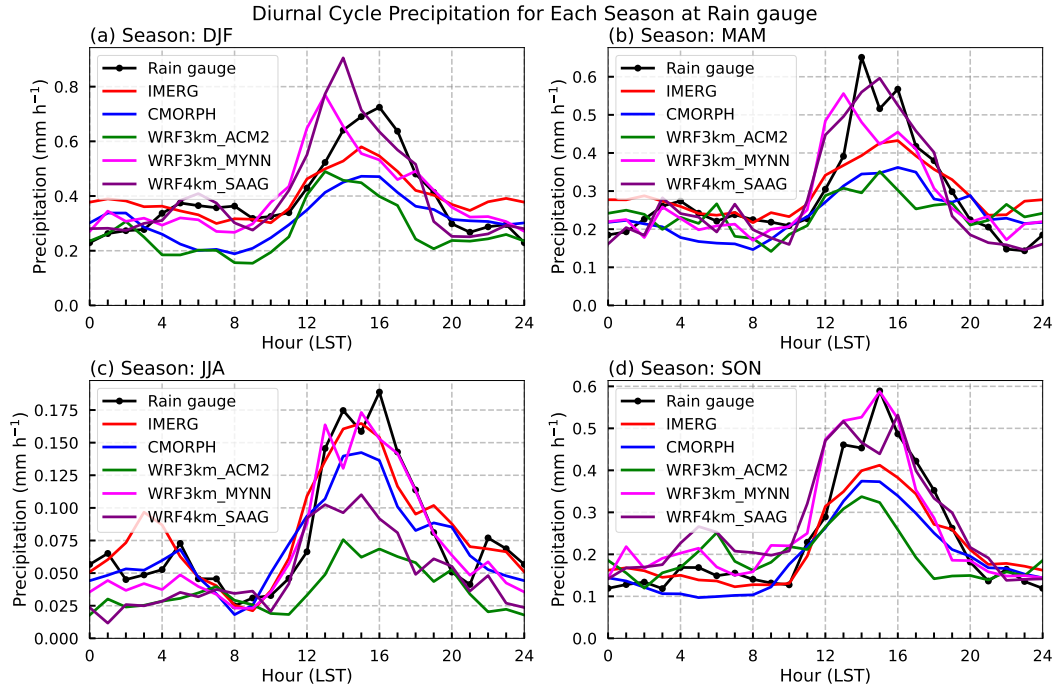 Diurnal Cycle Precipitation for Each Season at Rain gauge
(a) Season: DJF
Precipitation (mm h⁻¹)
0.8
0.6
0.4
0.2
0.0
Rain gauge
IMERG
CMORPH
WRF3km_ACM2
WRF3km_MYNN
WRF4km_SAAG
0 4 8 12 16 20 24
Hour (LST)
(b) Season: MAM
Precipitation (mm h⁻¹)
0.6
0.5
0.4
0.3
0.2
0.1
0.0
Rain gauge
IMERG
CMORPH
WRF3km_ACM2
WRF3km_MYNN
WRF4km_SAAG
0 4 8 12 16 20 24
Hour (LST)
(c) Season: JJA
Precipitation (mm h⁻¹)
0.175
0.150
0.125
0.100
0.075
0.050
0.025
0.000
Rain gauge
IMERG
CMORPH
WRF3km_ACM2
WRF3km_MYNN
WRF4km_SAAG
0 4 8 12 16 20 24
Hour (LST)
(d) Season: SON
Precipitation (mm h⁻¹)
0.6
0.5
0.4
0.3
0.2
0.1
0.0
Rain gauge
IMERG
CMORPH
WRF3km_ACM2
WRF3km_MYNN
WRF4km_SAAG
0 4 8 12 16 20 24
Hour (LST)